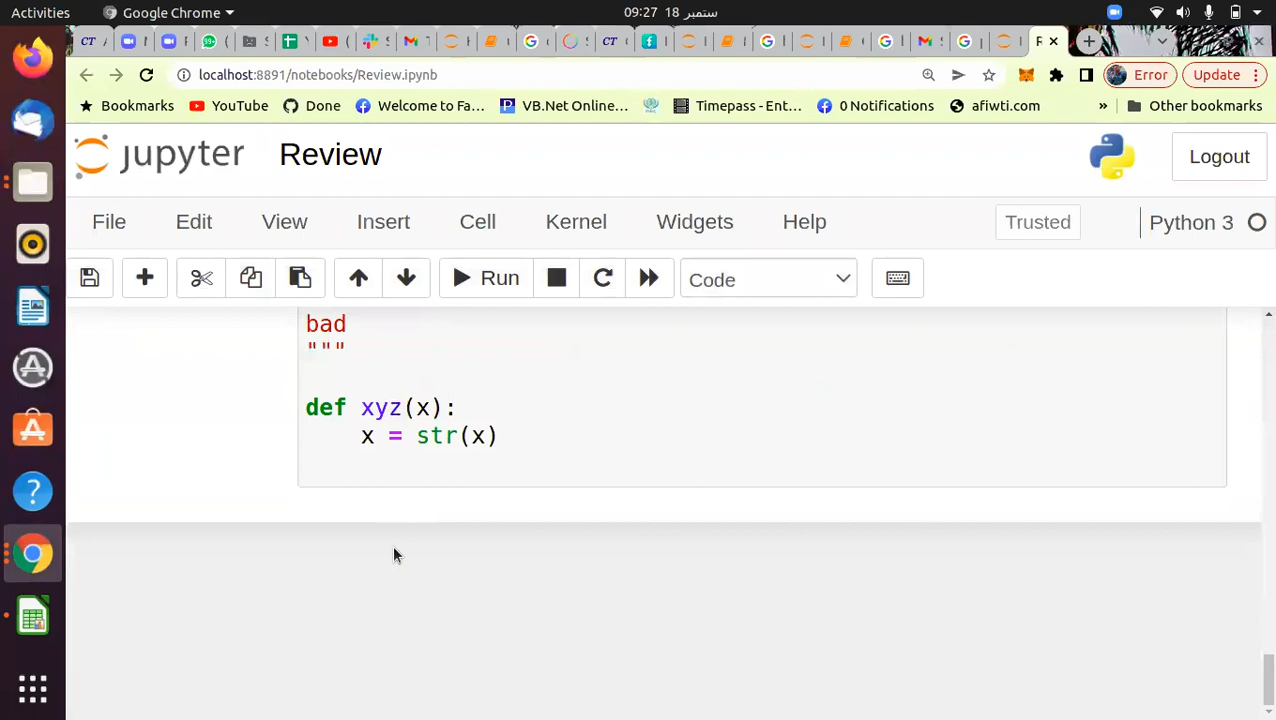 Activities
Google Chrome
09:27 18 ستمبر
localhost:8891/notebooks/Review.ipynb
Error
Update
Bookmarks
YouTube
Done
Welcome to Fa...
VB.Net Online...
Timepass - Ent...
0 Notifications
afiwti.com
»
Other bookmarks
jupyter
Review
Logout
File
Edit
View
Insert
Cell
Kernel
Widgets
Help
Trusted
Python 3
Run
Code
bad
"""
def xyz(x):
x = str(x)